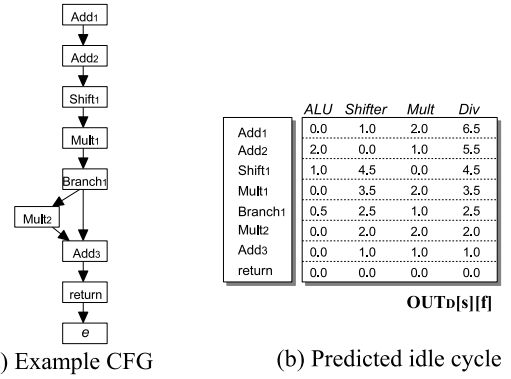 Add1
Add2
Shift1
Mult1
Branch1
Mult2
Add3
return
e
) Example CFG
ALU Shifter Mult Div
Add1 0.0 1.0 2.0 6.5
Add2 2.0 0.0 1.0 5.5
Shift1 1.0 4.5 0.0 4.5
Mult1 0.0 3.5 2.0 3.5
Branch1 0.5 2.5 1.0 2.5
Mult2 0.0 2.0 2.0 2.0
Add3 0.0 1.0 1.0 1.0
return 0.0 0.0 0.0 0.0
OUTD[s][f]
(b) Predicted idle cycle